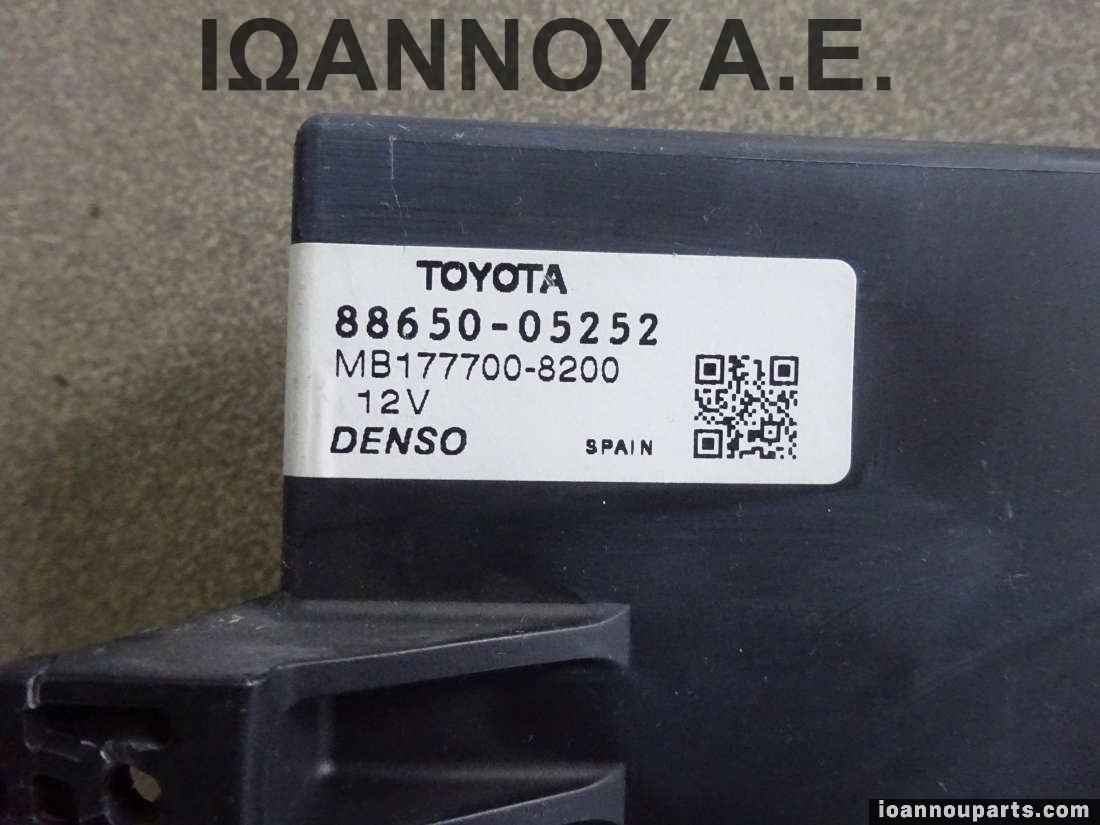 ΙΩΑΝΝΟΥ Α.Ε.
TOYOTA
88650-05252
MB177700-8200
12V
DENSO SPAIN
ioannouparts.com